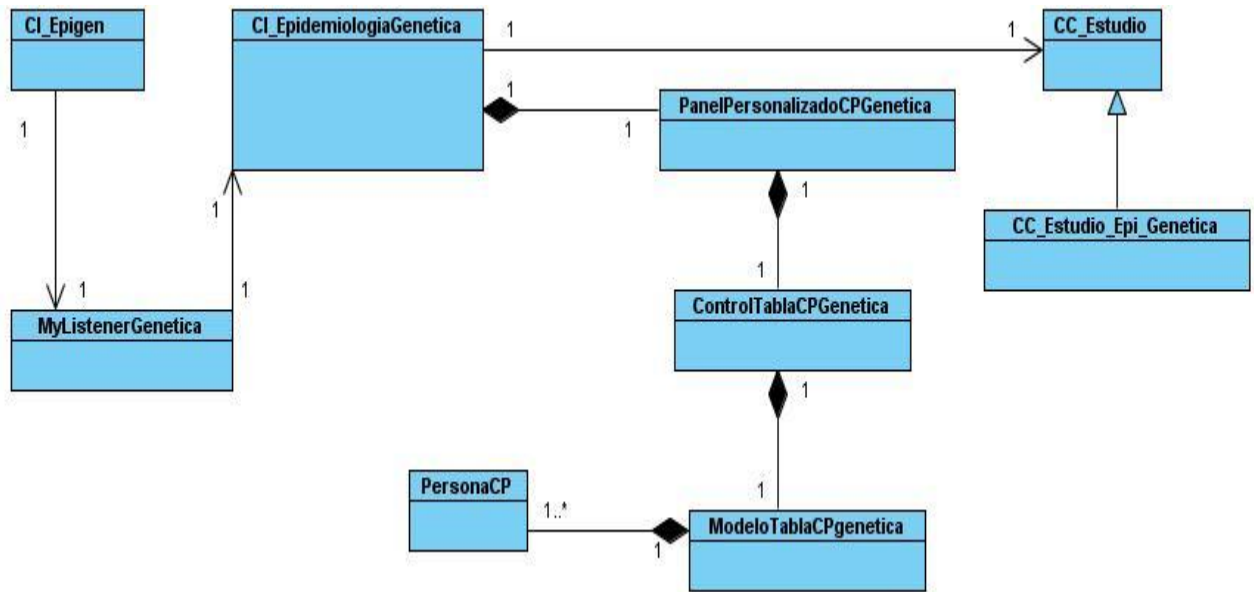 CI_Epigen
CI_EpidemiologiaGenetica
CC_Estudio
1
1
1
1
PanelPersonalizadoCPGenetica
1
1
1
CC_Estudio_Epi_Genetica
1
1
1
1
ControlTablaCPGenetica
MyListenerGenetica
1
PersonaCP
1
1..*
ModeloTablaCPgenetica
1